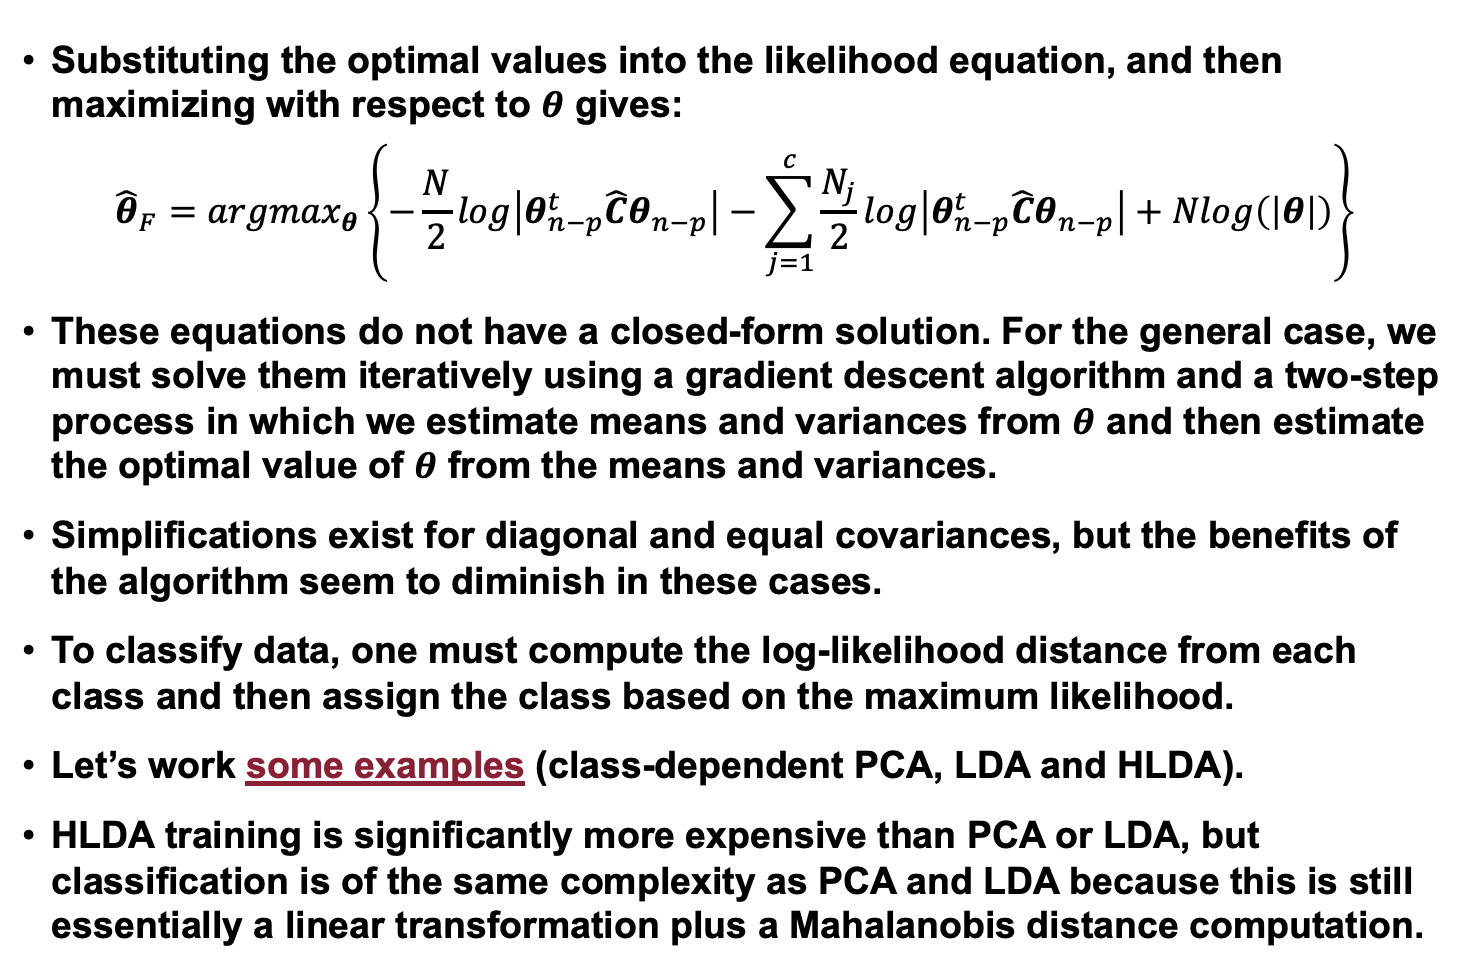 • Substituting the optimal values into the likelihood equation, and then
maximizing with respect to θ gives:
θ̂_F = argmax_θ {−N/2 log|θ^t_{n−p}Ĉθ_{n−p}| − ∑_{j=1}^{c} N_j/2 log|θ^t_{n−p}Ĉθ_{n−p}| + Nlog(|θ|)}
• These equations do not have a closed-form solution. For the general case, we
must solve them iteratively using a gradient descent algorithm and a two-step
process in which we estimate means and variances from θ and then estimate
the optimal value of θ from the means and variances.
• Simplifications exist for diagonal and equal covariances, but the benefits of
the algorithm seem to diminish in these cases.
• To classify data, one must compute the log-likelihood distance from each
class and then assign the class based on the maximum likelihood.
• Let’s work some examples (class-dependent PCA, LDA and HLDA).
• HLDA training is significantly more expensive than PCA or LDA, but
classification is of the same complexity as PCA and LDA because this is still
essentially a linear transformation plus a Mahalanobis distance computation.